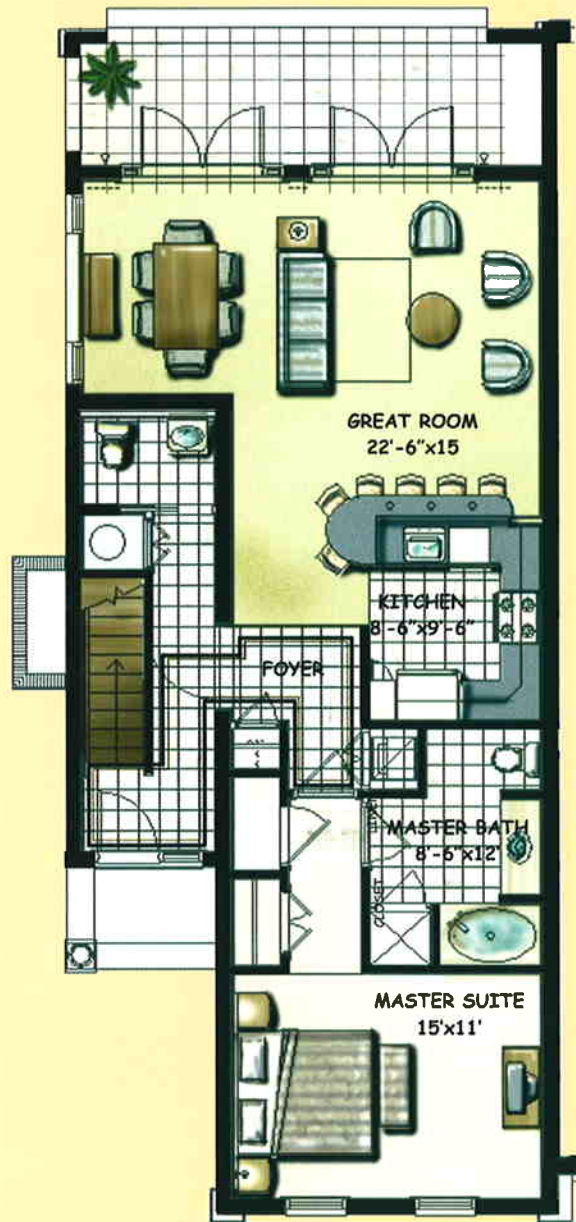 GREAT ROOM
22'-6"x15
KITCHEN
8'-6"x9'-6"
FOYER
MASTER BATH
8'-6"x12'
CLOSET
MASTER SUITE
15'x11'